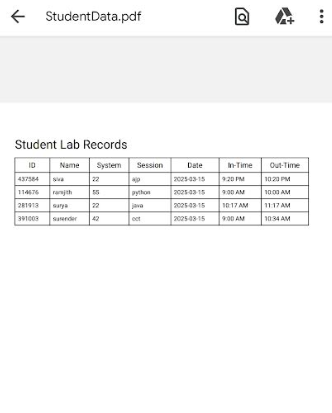 StudentData.pdf
Student Lab Records
ID Name System Session Date In-Time Out-Time
437584 siva 22 ajp 2025-03-15 9:20 PM 10:20 PM
114676 ramjith 55 python 2025-03-15 9:00 AM 10:00 AM
281913 surya 22 java 2025-03-15 10:17 AM 11:17 AM
391003 surender 42 cct 2025-03-15 9:00 AM 10:34 AM